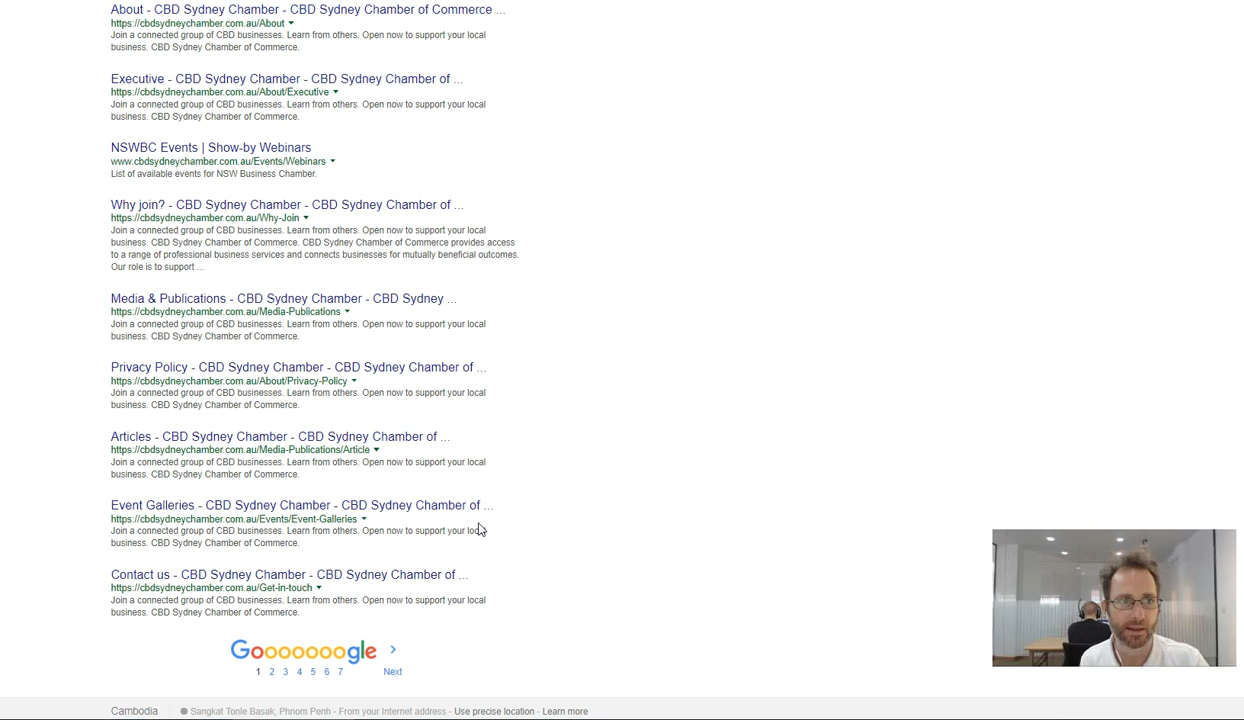 About - CBD Sydney Chamber - CBD Sydney Chamber of Commerce ...
https://cbdsydneychamber.com.au/About
Join a connected group of CBD businesses. Learn from others. Open now to support your local
business. CBD Sydney Chamber of Commerce.
Executive - CBD Sydney Chamber - CBD Sydney Chamber of ...
https://cbdsydneychamber.com.au/About/Executive
Join a connected group of CBD businesses. Learn from others. Open now to support your local
business. CBD Sydney Chamber of Commerce.
NSWBC Events | Show-by Webinars
www.cbdsydneychamber.com.au/Events/Webinars
List of available events for NSW Business Chamber.
Why join? - CBD Sydney Chamber - CBD Sydney Chamber of ...
https://cbdsydneychamber.com.au/Why-Join
Join a connected group of CBD businesses. Learn from others. Open now to support your local
business. CBD Sydney Chamber of Commerce. CBD Sydney Chamber of Commerce provides access
to a range of professional business services and connects businesses for mutually beneficial outcomes.
Our role is to support ...
Media & Publications - CBD Sydney Chamber - CBD Sydney ...
https://cbdsydneychamber.com.au/Media-Publications
Join a connected group of CBD businesses. Learn from others. Open now to support your local
business. CBD Sydney Chamber of Commerce.
Privacy Policy - CBD Sydney Chamber - CBD Sydney Chamber of ...
https://cbdsydneychamber.com.au/About/Privacy-Policy
Join a connected group of CBD businesses. Learn from others. Open now to support your local
business. CBD Sydney Chamber of Commerce.
Articles - CBD Sydney Chamber - CBD Sydney Chamber of ...
https://cbdsydneychamber.com.au/Media-Publications/Article
Join a connected group of CBD businesses. Learn from others. Open now to support your local
business. CBD Sydney Chamber of Commerce.
Event Galleries - CBD Sydney Chamber - CBD Sydney Chamber of ...
https://cbdsydneychamber.com.au/Events/Event-Galleries
Join a connected group of CBD businesses. Learn from others. Open now to support your local
business. CBD Sydney Chamber of Commerce.
Contact us - CBD Sydney Chamber - CBD Sydney Chamber of ...
https://cbdsydneychamber.com.au/Get-in-touch
Join a connected group of CBD businesses. Learn from others. Open now to support your local
business. CBD Sydney Chamber of Commerce.
Goooooooogle >
1 2 3 4 5 6 7 Next
Cambodia Sangkat Tonle Basak, Phnom Penh - From your Internet address - Use precise location - Learn more